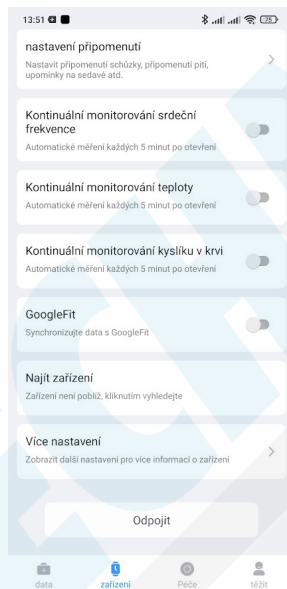 13:51
75
nastavení připomenutí
Nastavit připomenutí schůzky, připomenutí pití,
upomínky na sedavé atd.
Kontinuální monitorování srdeční
frekvence
Automatické měření každých 5 minut po otevření
Kontinuální monitorování teploty
Automatické měření každých 5 minut po otevření
Kontinuální monitorování kyslíku v krvi
Automatické měření každých 5 minut po otevření
GoogleFit
Synchronizujte data s GoogleFit
Najít zařízení
Zařízení není poblíž, kliknutím vyhledejte
Více nastavení
Zobrazit další nastavení pro více informací o zařízení
Odpojit
data zařízení Péče těžit